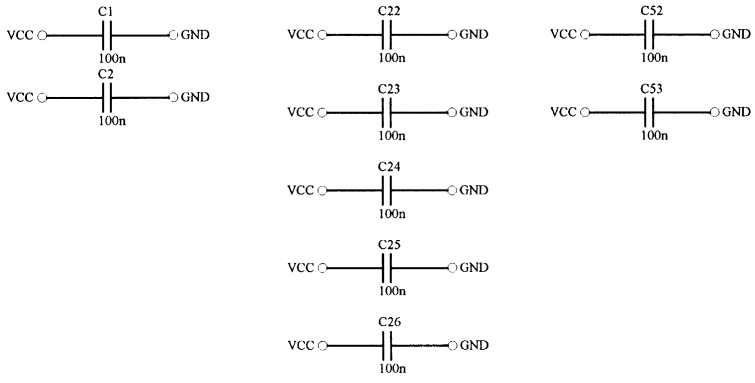 C1
VCC GND
100n
C2
VCC GND
100n
C22
VCC GND
100n
C23
VCC GND
100n
C24
VCC GND
100n
C25
VCC GND
100n
C26
VCC GND
100n
C52
VCC GND
100n
C53
VCC GND
100n